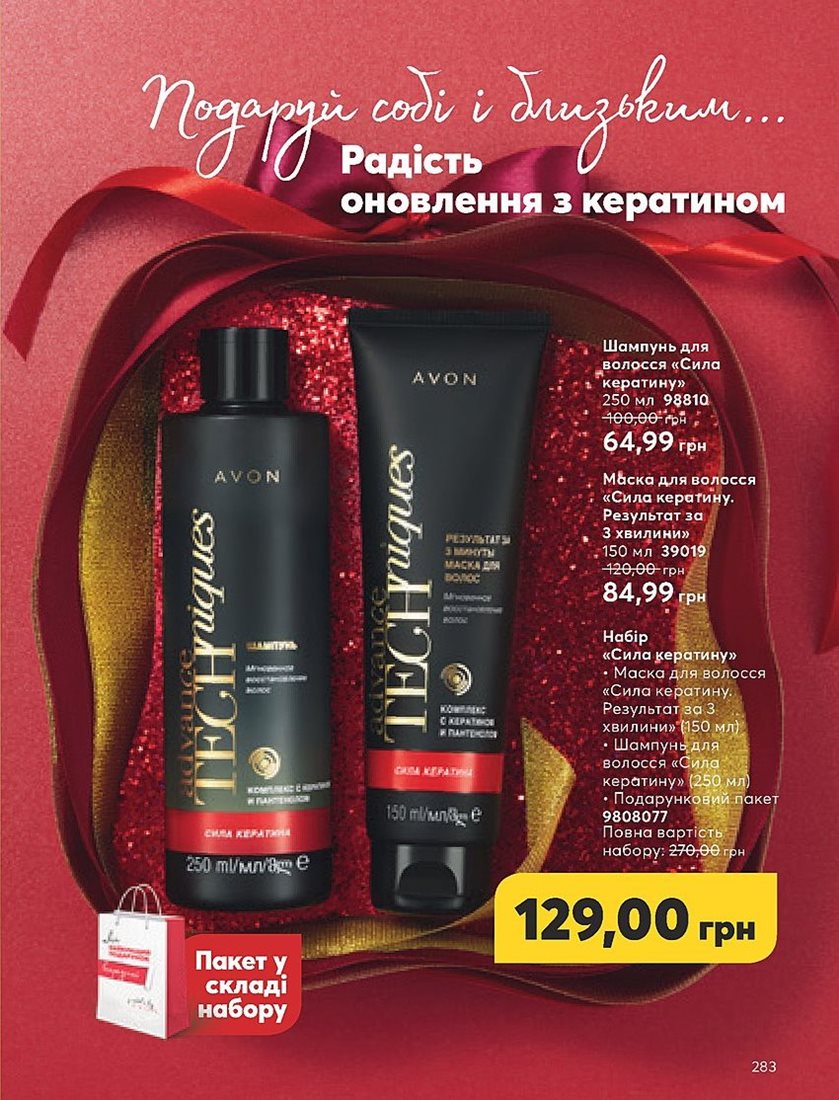 Подаруй собі і близьким...
Радість
оновлення з кератином
Шампунь для
волосся «Сила
кератину»
250 мл 98810
100,00 грн
64,99 грн
Маска для волосся
«Сила кератину.
Результат за
3 хвилини»
150 мл 39019
120,00 грн
84,99 грн
Набір
«Сила кератину»
• Маска для волосся
«Сила кератину.
Результат за 3
хвилини» (150 мл)
• Шампунь для
волосся «Сила
кератину» (250 мл)
• Подарунковий пакет
9808077
Повна вартість
набору: 270,00 грн
129,00 грн
AVON
advance
TECHniques
ШАМПУНЬ
Мгновенное
восстановление
волос
КОМПЛЕКС С КЕРАТИНОМ
И ПАНТЕНОЛОМ
СИЛА КЕРАТИНА
250 ml/мл/მლ e
AVON
advance
TECHniques
РЕЗУЛЬТАТ ЗА
3 МИНУТЫ
МАСКА ДЛЯ
ВОЛОС
Мгновенное
восстановление
волос
КОМПЛЕКС
С КЕРАТИНОМ
И ПАНТЕНОЛОМ
СИЛА КЕРАТИНА
150 ml/мл/მლ e
Пакет у
складі
набору
283